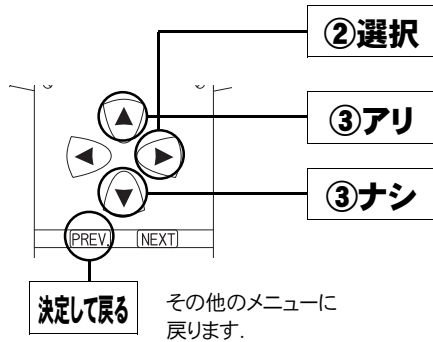 ②選択
③アリ
③ナシ
PREV.
NEXT
決定して戻る
その他のメニューに
戻ります.